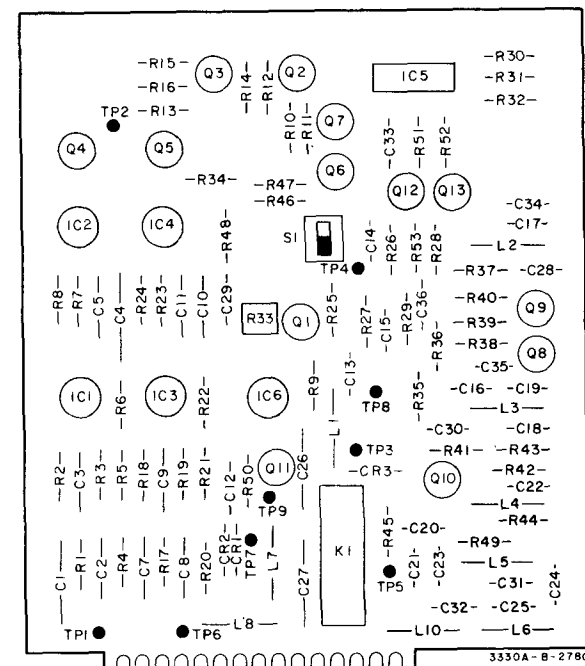 -R15-
-R16-
-R13-
TP2
Q3
-R14-
-R12-
Q2
-R10-
-R11-
Q7
Q6
IC5
-R30-
-R31-
-R32-
Q4
Q5
-R34-
-R47-
-R46-
-C33-
-R51-
-R52-
Q12
Q13
-C34-
-C17-
L2
IC2
IC4
-R48-
S1
TP4
-C14-
-R26-
-R53-
-R28-
-R37-
-C28-
-R8-
-R7-
-C5-
C4
-R24-
-R23-
-C11-
-C10-
-C29-
R33
Q1
-R25-
-R27-
-C15-
-R29-
-C36-
-R36-
-R40-
-R39-
-R38-
-C35-
Q9
Q8
IC1
-R6-
IC3
-R22-
IC6
-R9-
-C13-
TP8
-R35-
-C16-
-C19-
L3
L1
TP3
-CR3-
-C30-
-R41-
-C18-
-R43-
-R42-
-C22-
L4
-R44-
Q10
-R2-
-C3-
-R3-
-R5-
-R18-
-C9-
-R19-
-R21-
-C12-
-R50-
Q11
TP9
C26
C1
-R1-
-C2-
-R4-
-C7-
-R17-
-C8-
-R20-
-CR2-
-CR1-
TP7
L7
C27
K1
-R45-
TP5
-C20-
-C21-
-C23-
-R49-
L5
-C31-
-C24-
-C32-
-C25-
TP1
TP6
L8
L10
L6
3330A-B-278